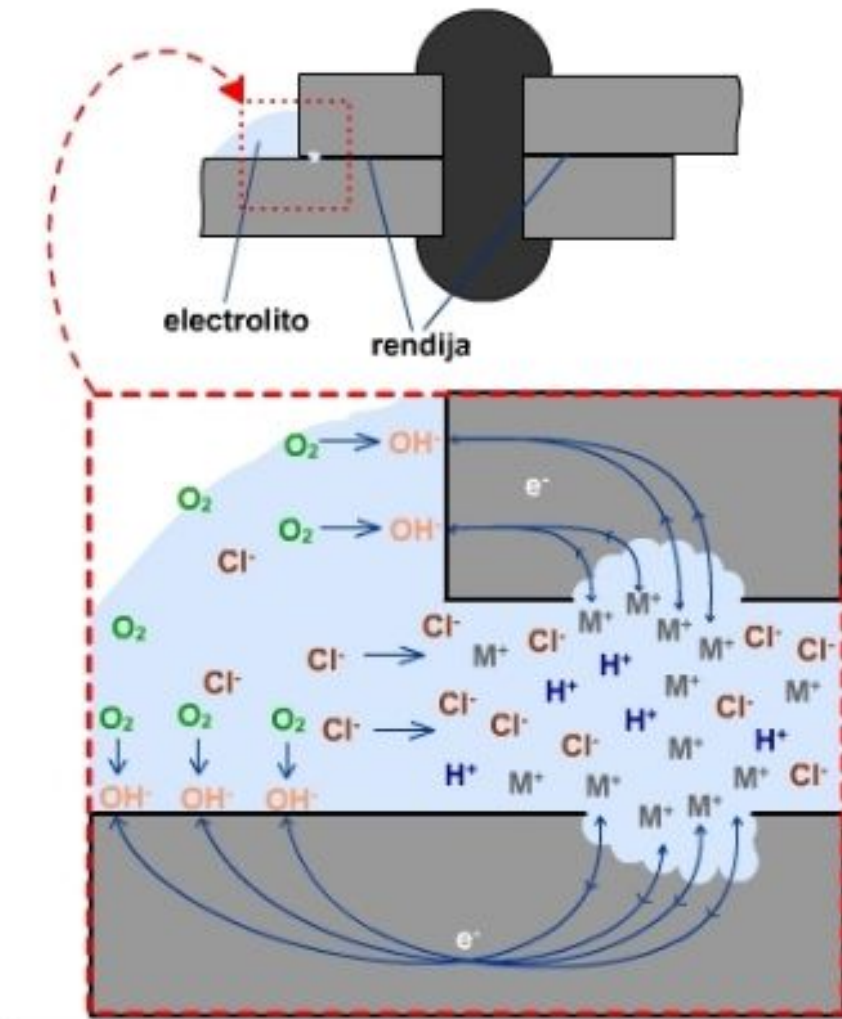 electrolito
rendija
O₂ OH⁻
e⁻
O₂
O₂ OH⁻
Cl⁻
M⁺
O₂ Cl⁻ M⁺ M⁺ Cl⁻
Cl⁻ M⁺ Cl⁻
Cl⁻ M⁺ H⁺
Cl⁻ H⁺ M⁺ M⁺
O₂ O₂ O₂ Cl⁻ Cl⁻ Cl⁻ H⁺ Cl⁻
Cl⁻ M⁺ H⁺
H⁺ M⁺ M⁺ M⁺ Cl⁻
OH⁻ OH⁻ OH⁻ M⁺ M⁺
e⁻